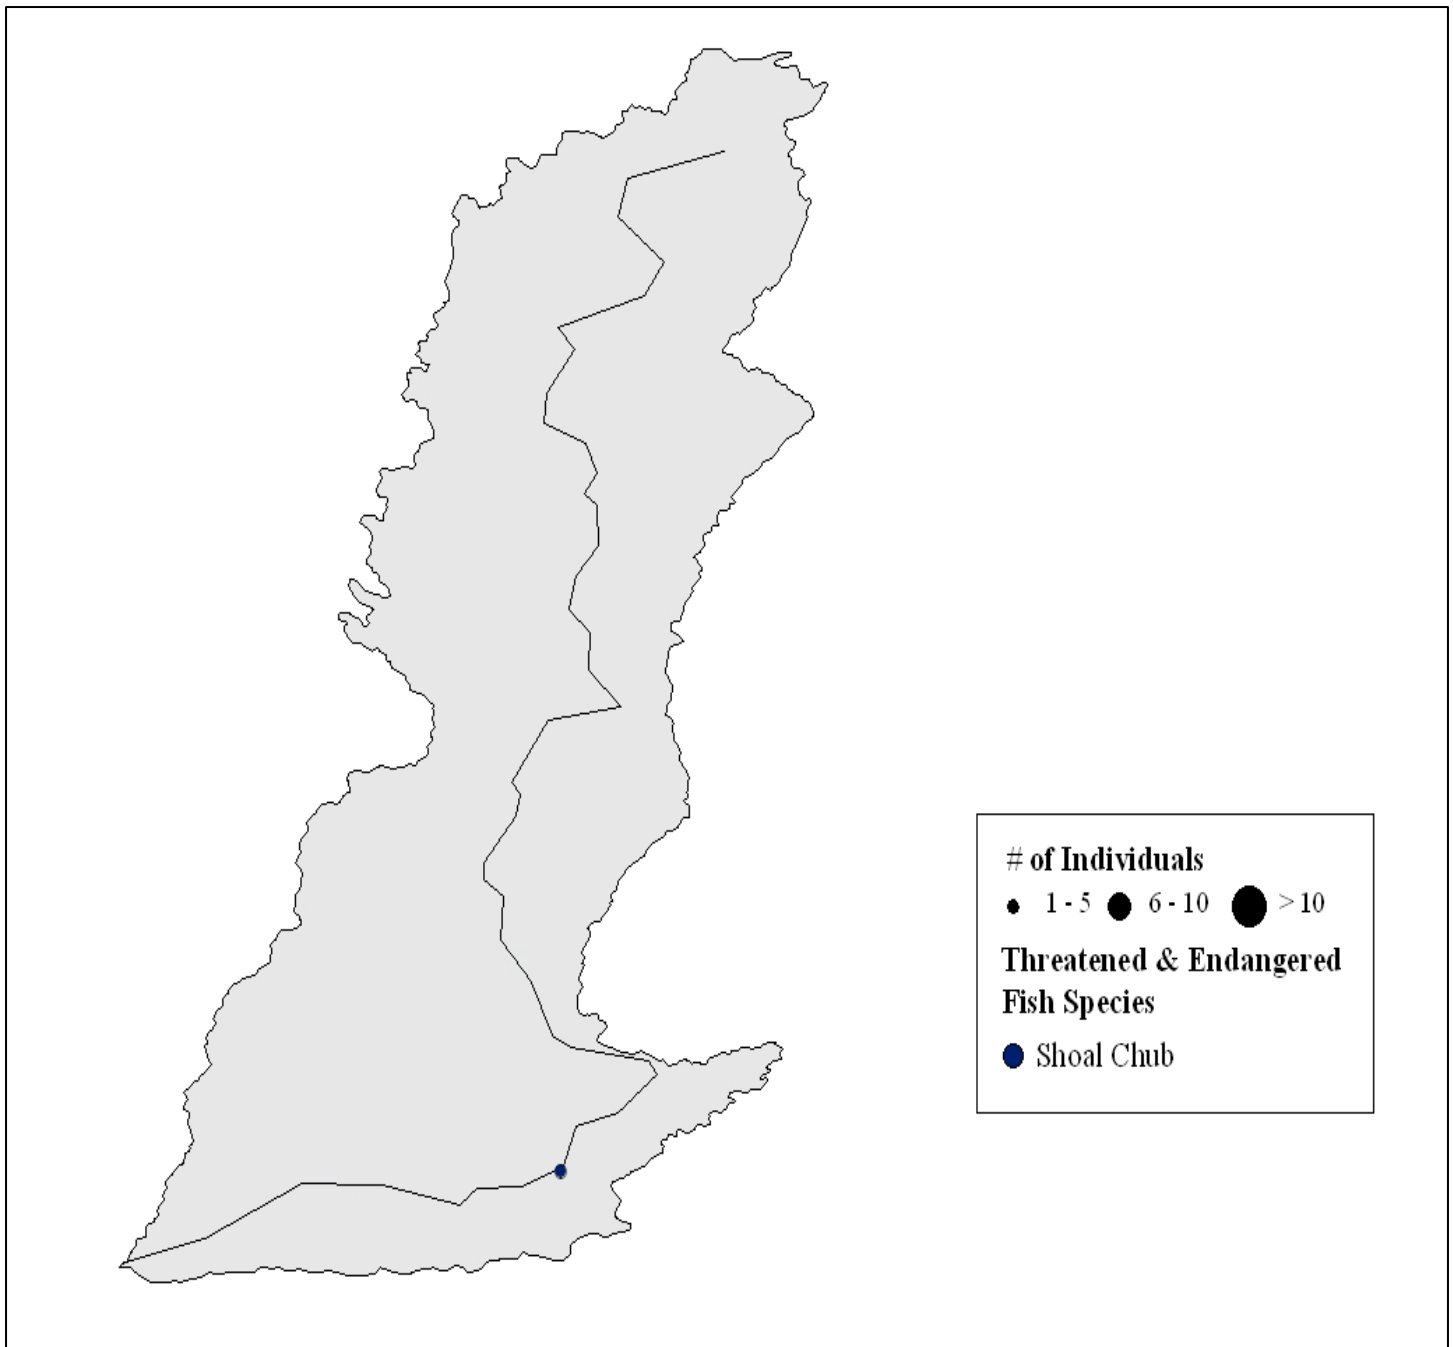 # of Individuals
1 - 5 6 - 10 > 10
Threatened & Endangered
Fish Species
Shoal Chub